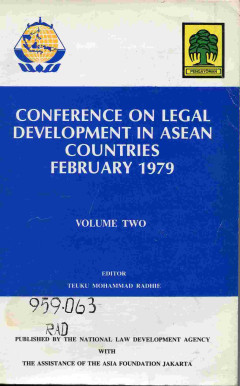 PENGAYOMAN
CONFERENCE ON LEGAL
DEVELOPMENT IN ASEAN
COUNTRIES
FEBRUARY 1979
VOLUME TWO
EDITOR
TEUKU MOHAMMAD RADHIE
959.063
RAD
PUBLISHED BY THE NATIONAL LAW DEVELOPMENT AGENCY
WITH
THE ASSISTANCE OF THE ASIA FOUNDATION JAKARTA